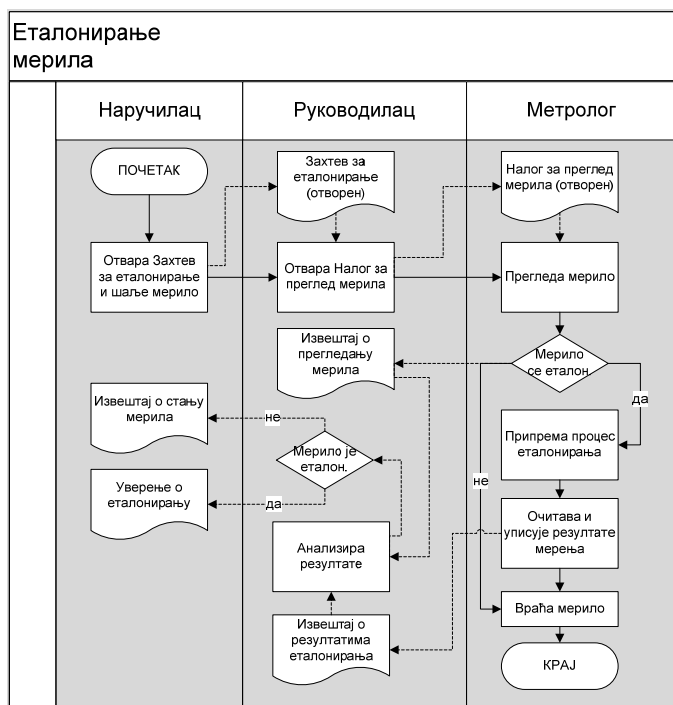 Еталонирање
мерила
Наручилац
Руководилац
Метролог
ПОЧЕТАК
Захтев за
еталонирање
(отворен)
Налог за преглед
мерила (отворен)
Отвара Захтев
за еталонирање
и шаље мерило
Отвара Налог за
преглед мерила
Прегледа мерило
Извештај о
прегледању
мерила
Мерило
се еталон.
да
Извештај о стању
мерила
не
Мерило је
еталон.
Припрема процес
еталонирања
не
Уверење о
еталонирању
да
Очитава и
уписује резултате
мерења
Анализира
резултате
Враћа мерило
Извештај о
резултатима
еталонирања
КРАЈ